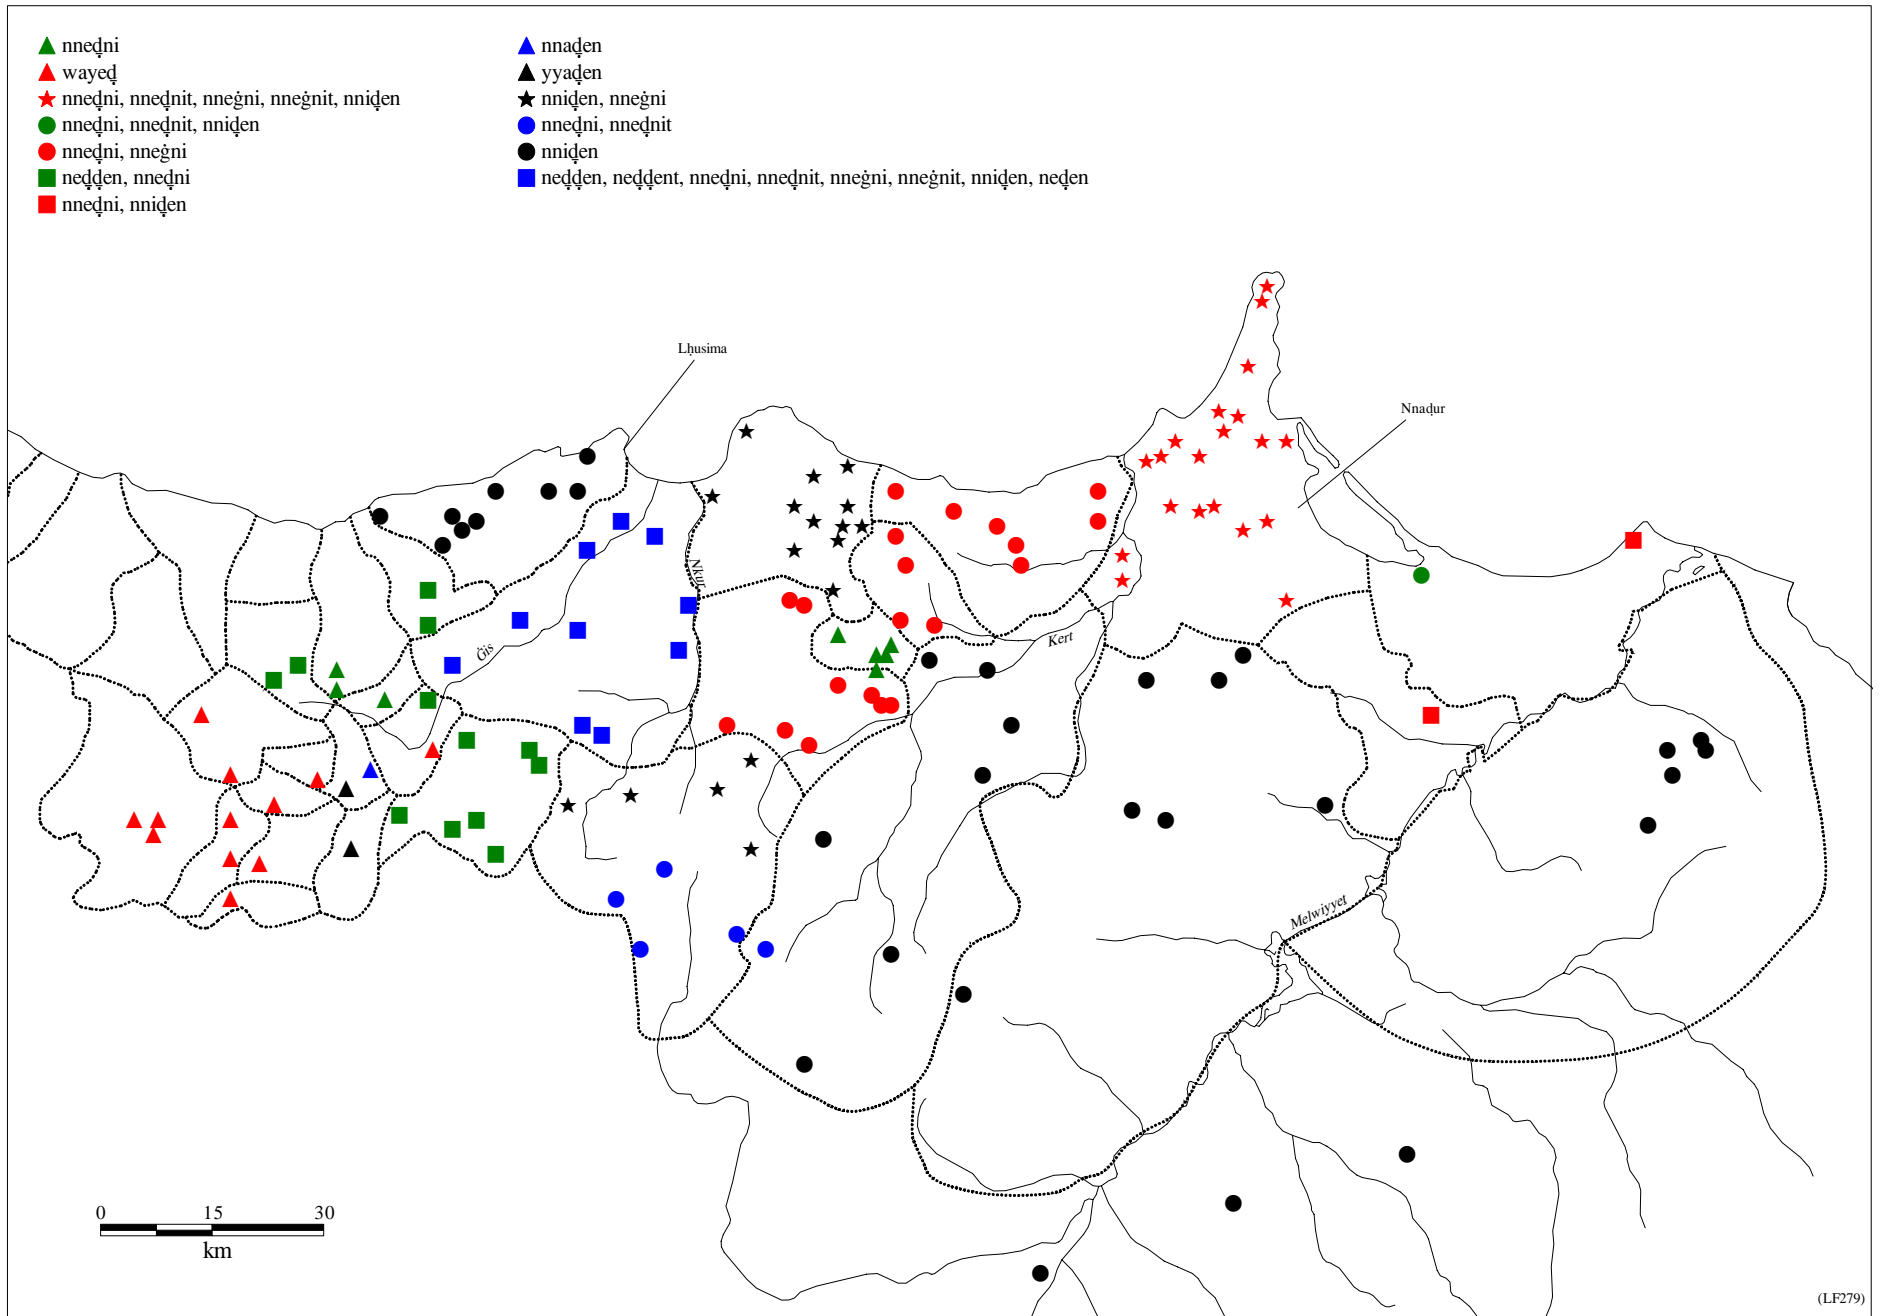 nneḍni
wayeḍ
nneḍni, nneḍnit, nneġni, nneġnit, nniḍen
nneḍni, nneḍnit, nniḍen
nneḍni, nneġni
neḍḍen, nneḍni
nneḍni, nniḍen
nnaḍen
yyaḍen
nniḍen, nneġni
nneḍni, nneḍnit
nniḍen
neḍḍen, neḍḍent, nneḍni, nneḍnit, nneġni, nneġnit, nniḍen, neḍen
Lḥusima
Nnaḍur
Nkur
Ġis
Kert
Melwiyyet
0 15 30
km
(LF279)